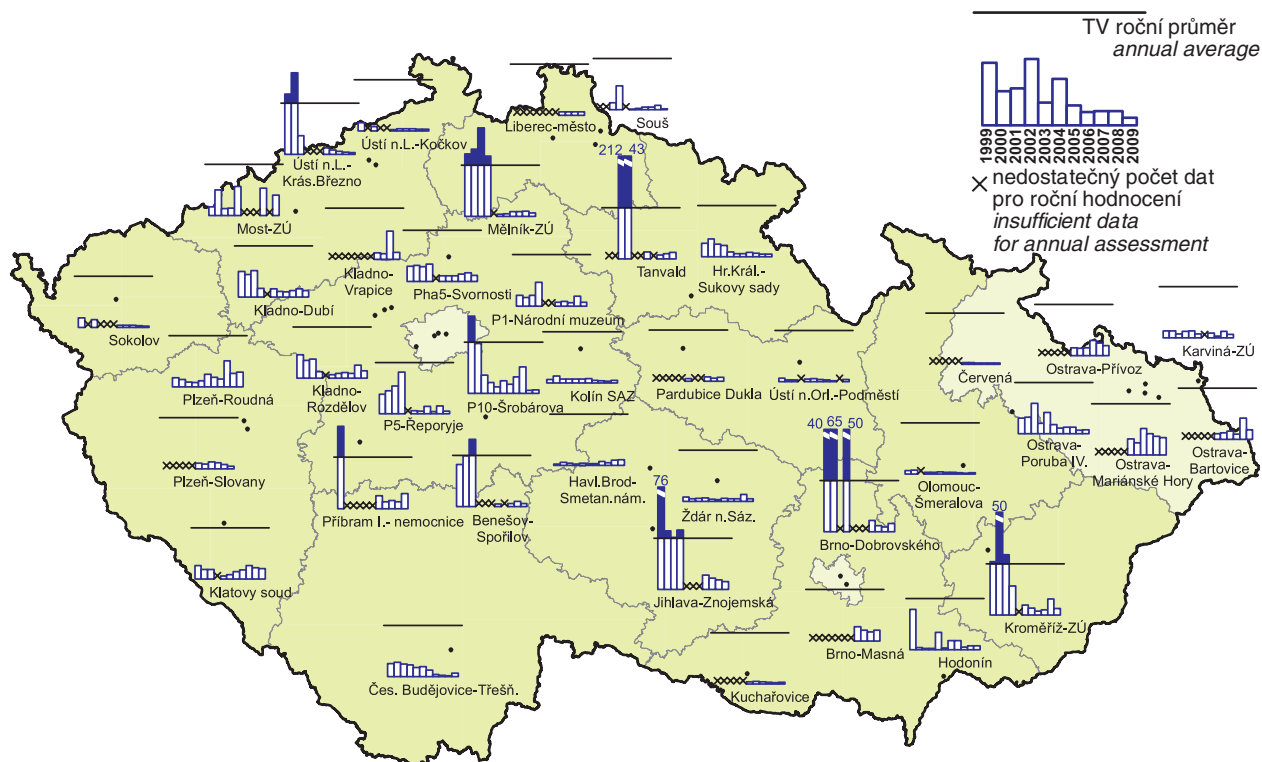 TV roční průměr
annual average
1999
2000
2001
2002
2003
2004
2005
2006
2007
2008
2009
× nedostatečný počet dat
pro roční hodnocení
insufficient data
for annual assessment
Ústí n.L.-
Krás.Březno
Ústí n.L.-Kočkov
Liberec-město
Souš
Most-ZÚ
Mělník-ZÚ
212 43
Tanvald
Hr.Král.-
Sukovy sady
Kladno-
Vrapice
Pha5-Svornosti
Kladno-Dubí
P1-Národní muzeum
Sokolov
Plzeň-Roudná
Kladno-
Rozdělov
P5-Řeporyje
P10-Šrobárova
Kolín SAZ
Pardubice Dukla
Ústí n.Orl.-Podměstí
Červená
Ostrava-Přívoz
Karviná-ZÚ
Ostrava-
Poruba IV.
Ostrava-
Mariánské Hory
Ostrava-
Bartovice
Plzeň-Slovany
Příbram I.- nemocnice
Benešov-
Spořilov
Havl.Brod-
Smetan.nám.
76
Ždár n.Sáz.
40 65 50
Brno-Dobrovského
Olomouc-
Šmeralova
50
Klatovy soud
Jihlava-Znojemská
Kroměříž-ZÚ
Brno-Masná
Hodonín
Čes. Budějovice-Třešň.
Kuchařovice